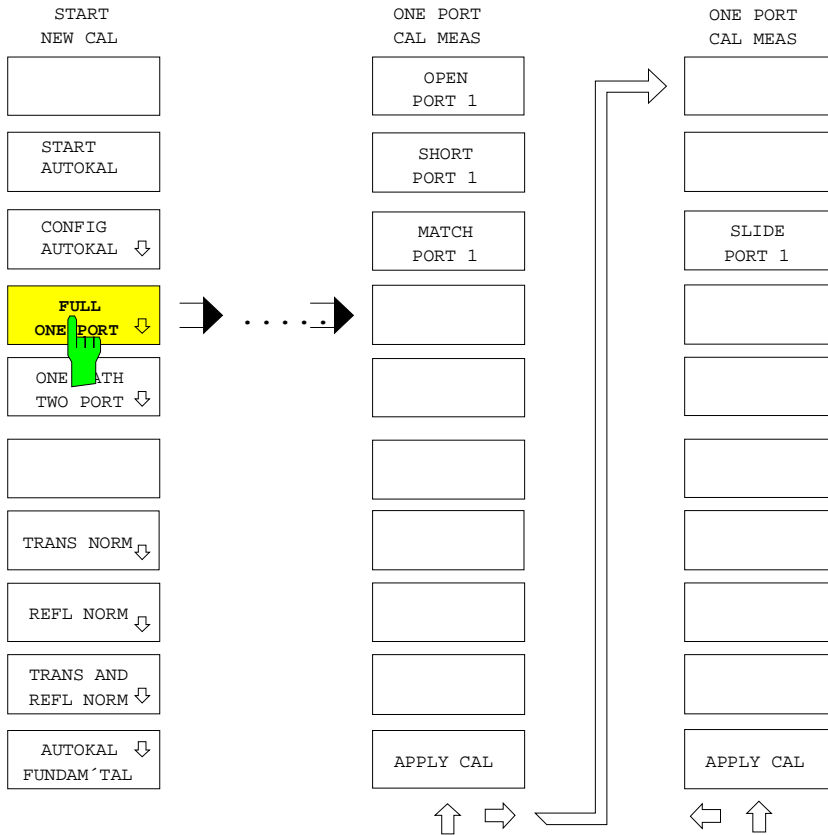 START
NEW CAL
START
AUTOKAL
CONFIG
AUTOKAL
FULL
ONE PORT
ONE
TWO PORT
TRANS NORM
REFL NORM
TRANS AND
REFL NORM
AUTOKAL
FUNDAM´TAL
. . . . .
ONE PORT
CAL MEAS
OPEN
PORT 1
SHORT
PORT 1
MATCH
PORT 1
APPLY CAL
ONE PORT
CAL MEAS
SLIDE
PORT 1
APPLY CAL